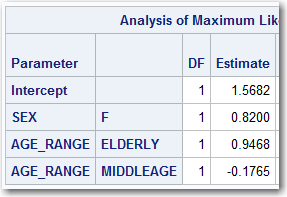 Analysis of Maximum Lik
Parameter DF Estimate
Intercept 1 1.5682
SEX F 1 0.8200
AGE_RANGE ELDERLY 1 0.9468
AGE_RANGE MIDDLEAGE 1 -0.1765